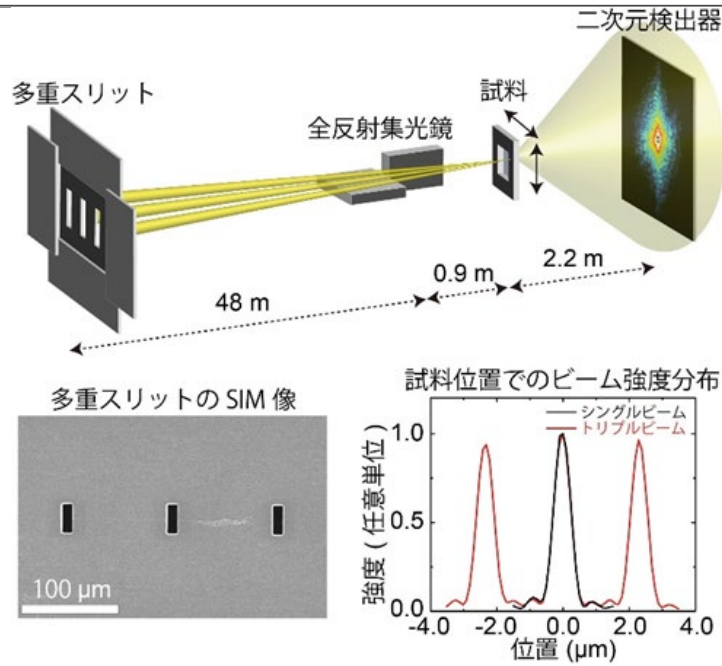 二次元検出器
多重スリット
試料
全反射集光鏡
48 m
0.9 m
2.2 m
多重スリットの SIM 像
100 μm
試料位置でのビーム強度分布
シングルビーム
トリプルビーム
強度 ( 任意単位 )
1.0
0.5
0.0
-4.0 -2.0 0.0 2.0 4.0
位置 (μm)